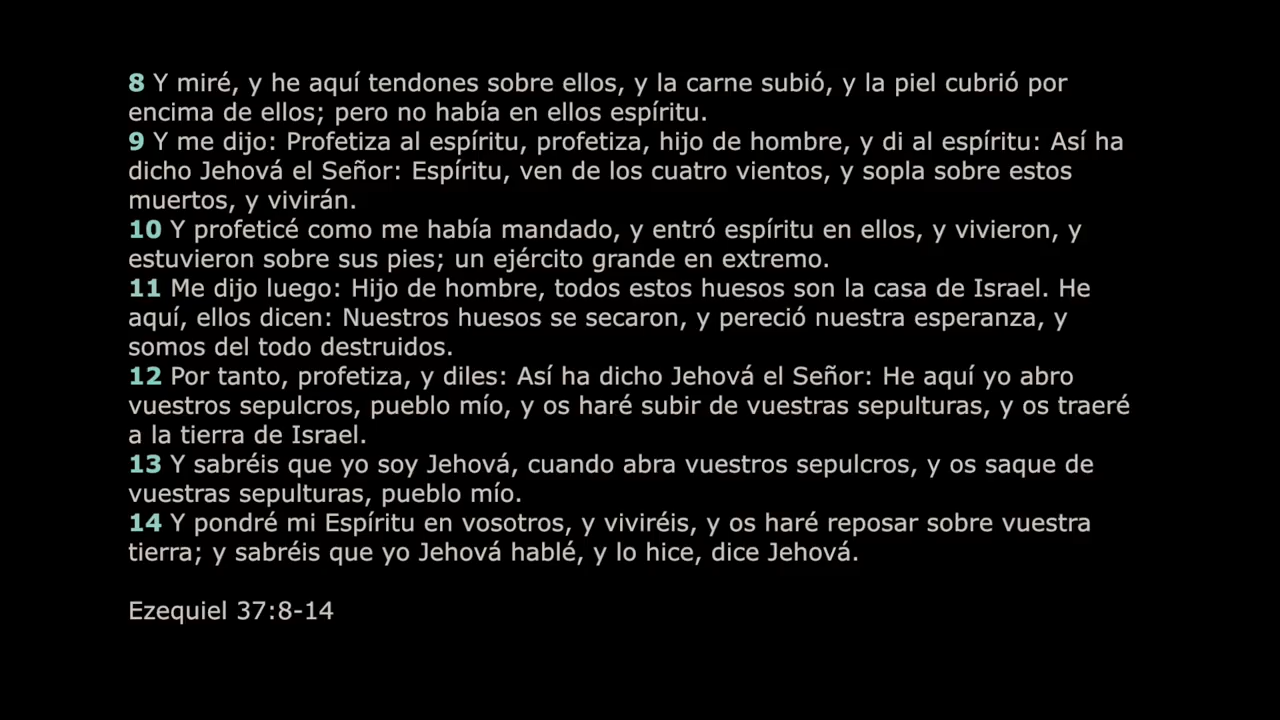 8 Y miré, y he aquí tendones sobre ellos, y la carne subió, y la piel cubrió por
encima de ellos; pero no había en ellos espíritu.
9 Y me dijo: Profetiza al espíritu, profetiza, hijo de hombre, y di al espíritu: Así ha
dicho Jehová el Señor: Espíritu, ven de los cuatro vientos, y sopla sobre estos
muertos, y vivirán.
10 Y profeticé como me había mandado, y entró espíritu en ellos, y vivieron, y
estuvieron sobre sus pies; un ejército grande en extremo.
11 Me dijo luego: Hijo de hombre, todos estos huesos son la casa de Israel. He
aquí, ellos dicen: Nuestros huesos se secaron, y pereció nuestra esperanza, y
somos del todo destruidos.
12 Por tanto, profetiza, y diles: Así ha dicho Jehová el Señor: He aquí yo abro
vuestros sepulcros, pueblo mío, y os haré subir de vuestras sepulturas, y os traeré
a la tierra de Israel.
13 Y sabréis que yo soy Jehová, cuando abra vuestros sepulcros, y os saque de
vuestras sepulturas, pueblo mío.
14 Y pondré mi Espíritu en vosotros, y viviréis, y os haré reposar sobre vuestra
tierra; y sabréis que yo Jehová hablé, y lo hice, dice Jehová.
Ezequiel 37:8-14